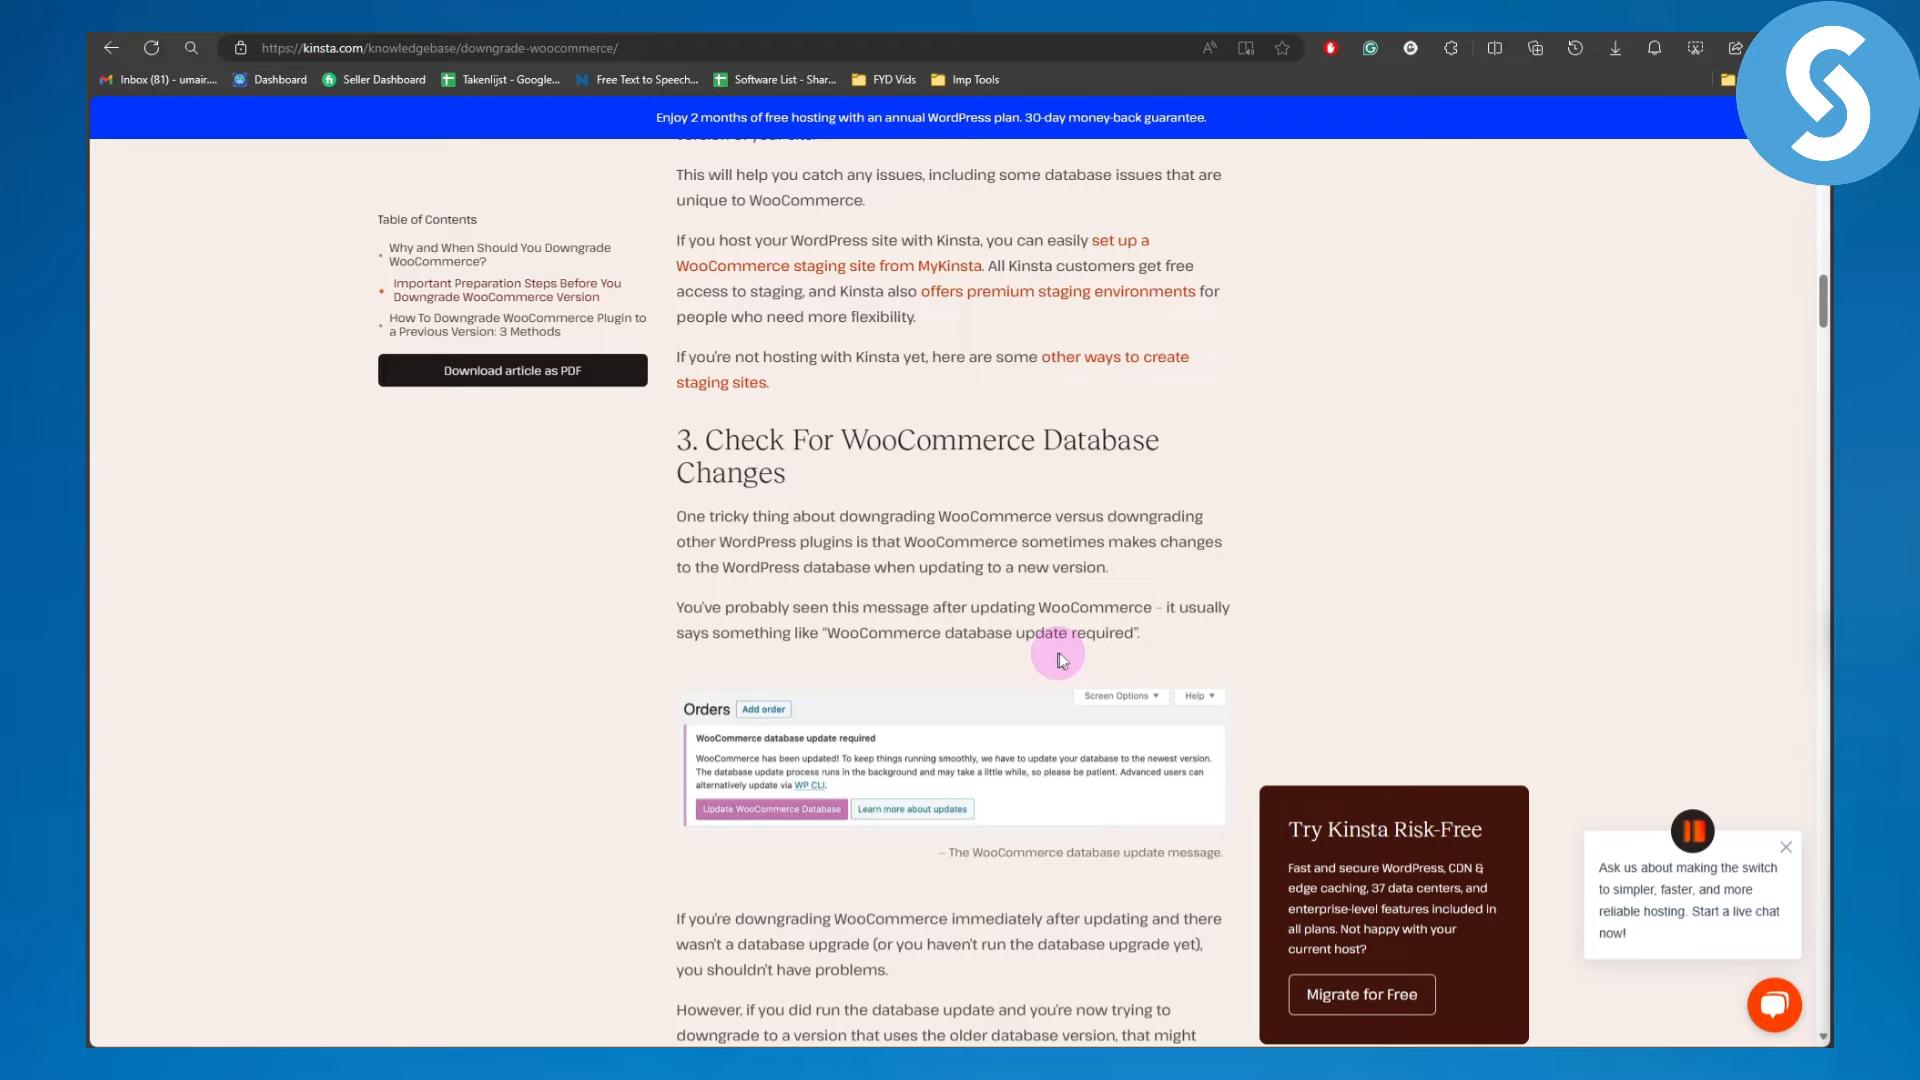 https://kinsta.com/knowledgebase/downgrade-woocommerce/
Inbox (81) - umair....
Dashboard
Seller Dashboard
Takenlijst - Google...
Free Text to Speech...
Software List - Shar...
FYD Vids
Imp Tools
Enjoy 2 months of free hosting with an annual WordPress plan. 30-day money-back guarantee.
Table of Contents
Why and When Should You Downgrade
WooCommerce?
Important Preparation Steps Before You
Downgrade WooCommerce Version
How To Downgrade WooCommerce Plugin to
a Previous Version: 3 Methods
Download article as PDF
This will help you catch any issues, including some database issues that are
unique to WooCommerce.
If you host your WordPress site with Kinsta, you can easily set up a
WooCommerce staging site from MyKinsta. All Kinsta customers get free
access to staging, and Kinsta also offers premium staging environments for
people who need more flexibility.
If you're not hosting with Kinsta yet, here are some other ways to create
staging sites.
3. Check For WooCommerce Database
Changes
One tricky thing about downgrading WooCommerce versus downgrading
other WordPress plugins is that WooCommerce sometimes makes changes
to the WordPress database when updating to a new version.
You've probably seen this message after updating WooCommerce – it usually
says something like “WooCommerce database update required”.
Screen Options ▼ Help ▼
Orders Add order
WooCommerce database update required
WooCommerce has been updated! To keep things running smoothly, we have to update your database to the newest version.
The database update process runs in the background and may take a little while, so please be patient. Advanced users can
alternatively update via WP CLI.
Update WooCommerce Database Learn more about updates
— The WooCommerce database update message.
If you're downgrading WooCommerce immediately after updating and there
wasn't a database upgrade (or you haven't run the database upgrade yet),
you shouldn't have problems.
However, if you did run the database update and you're now trying to
downgrade to a version that uses the older database version, that might
Try Kinsta Risk-Free
Fast and secure WordPress, CDN &
edge caching, 37 data centers, and
enterprise-level features included in
all plans. Not happy with your
current host?
Migrate for Free
Ask us about making the switch
to simpler, faster, and more
reliable hosting. Start a live chat
now!